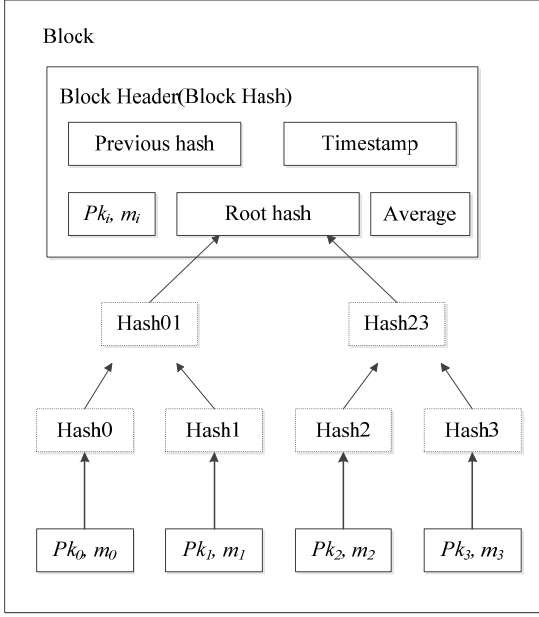 Block
Block Header(Block Hash)
Previous hash
Timestamp
Pkᵢ, mᵢ
Root hash
Average
Hash01
Hash23
Hash0
Hash1
Hash2
Hash3
Pk₀, m₀
Pk₁, m₁
Pk₂, m₂
Pk₃, m₃